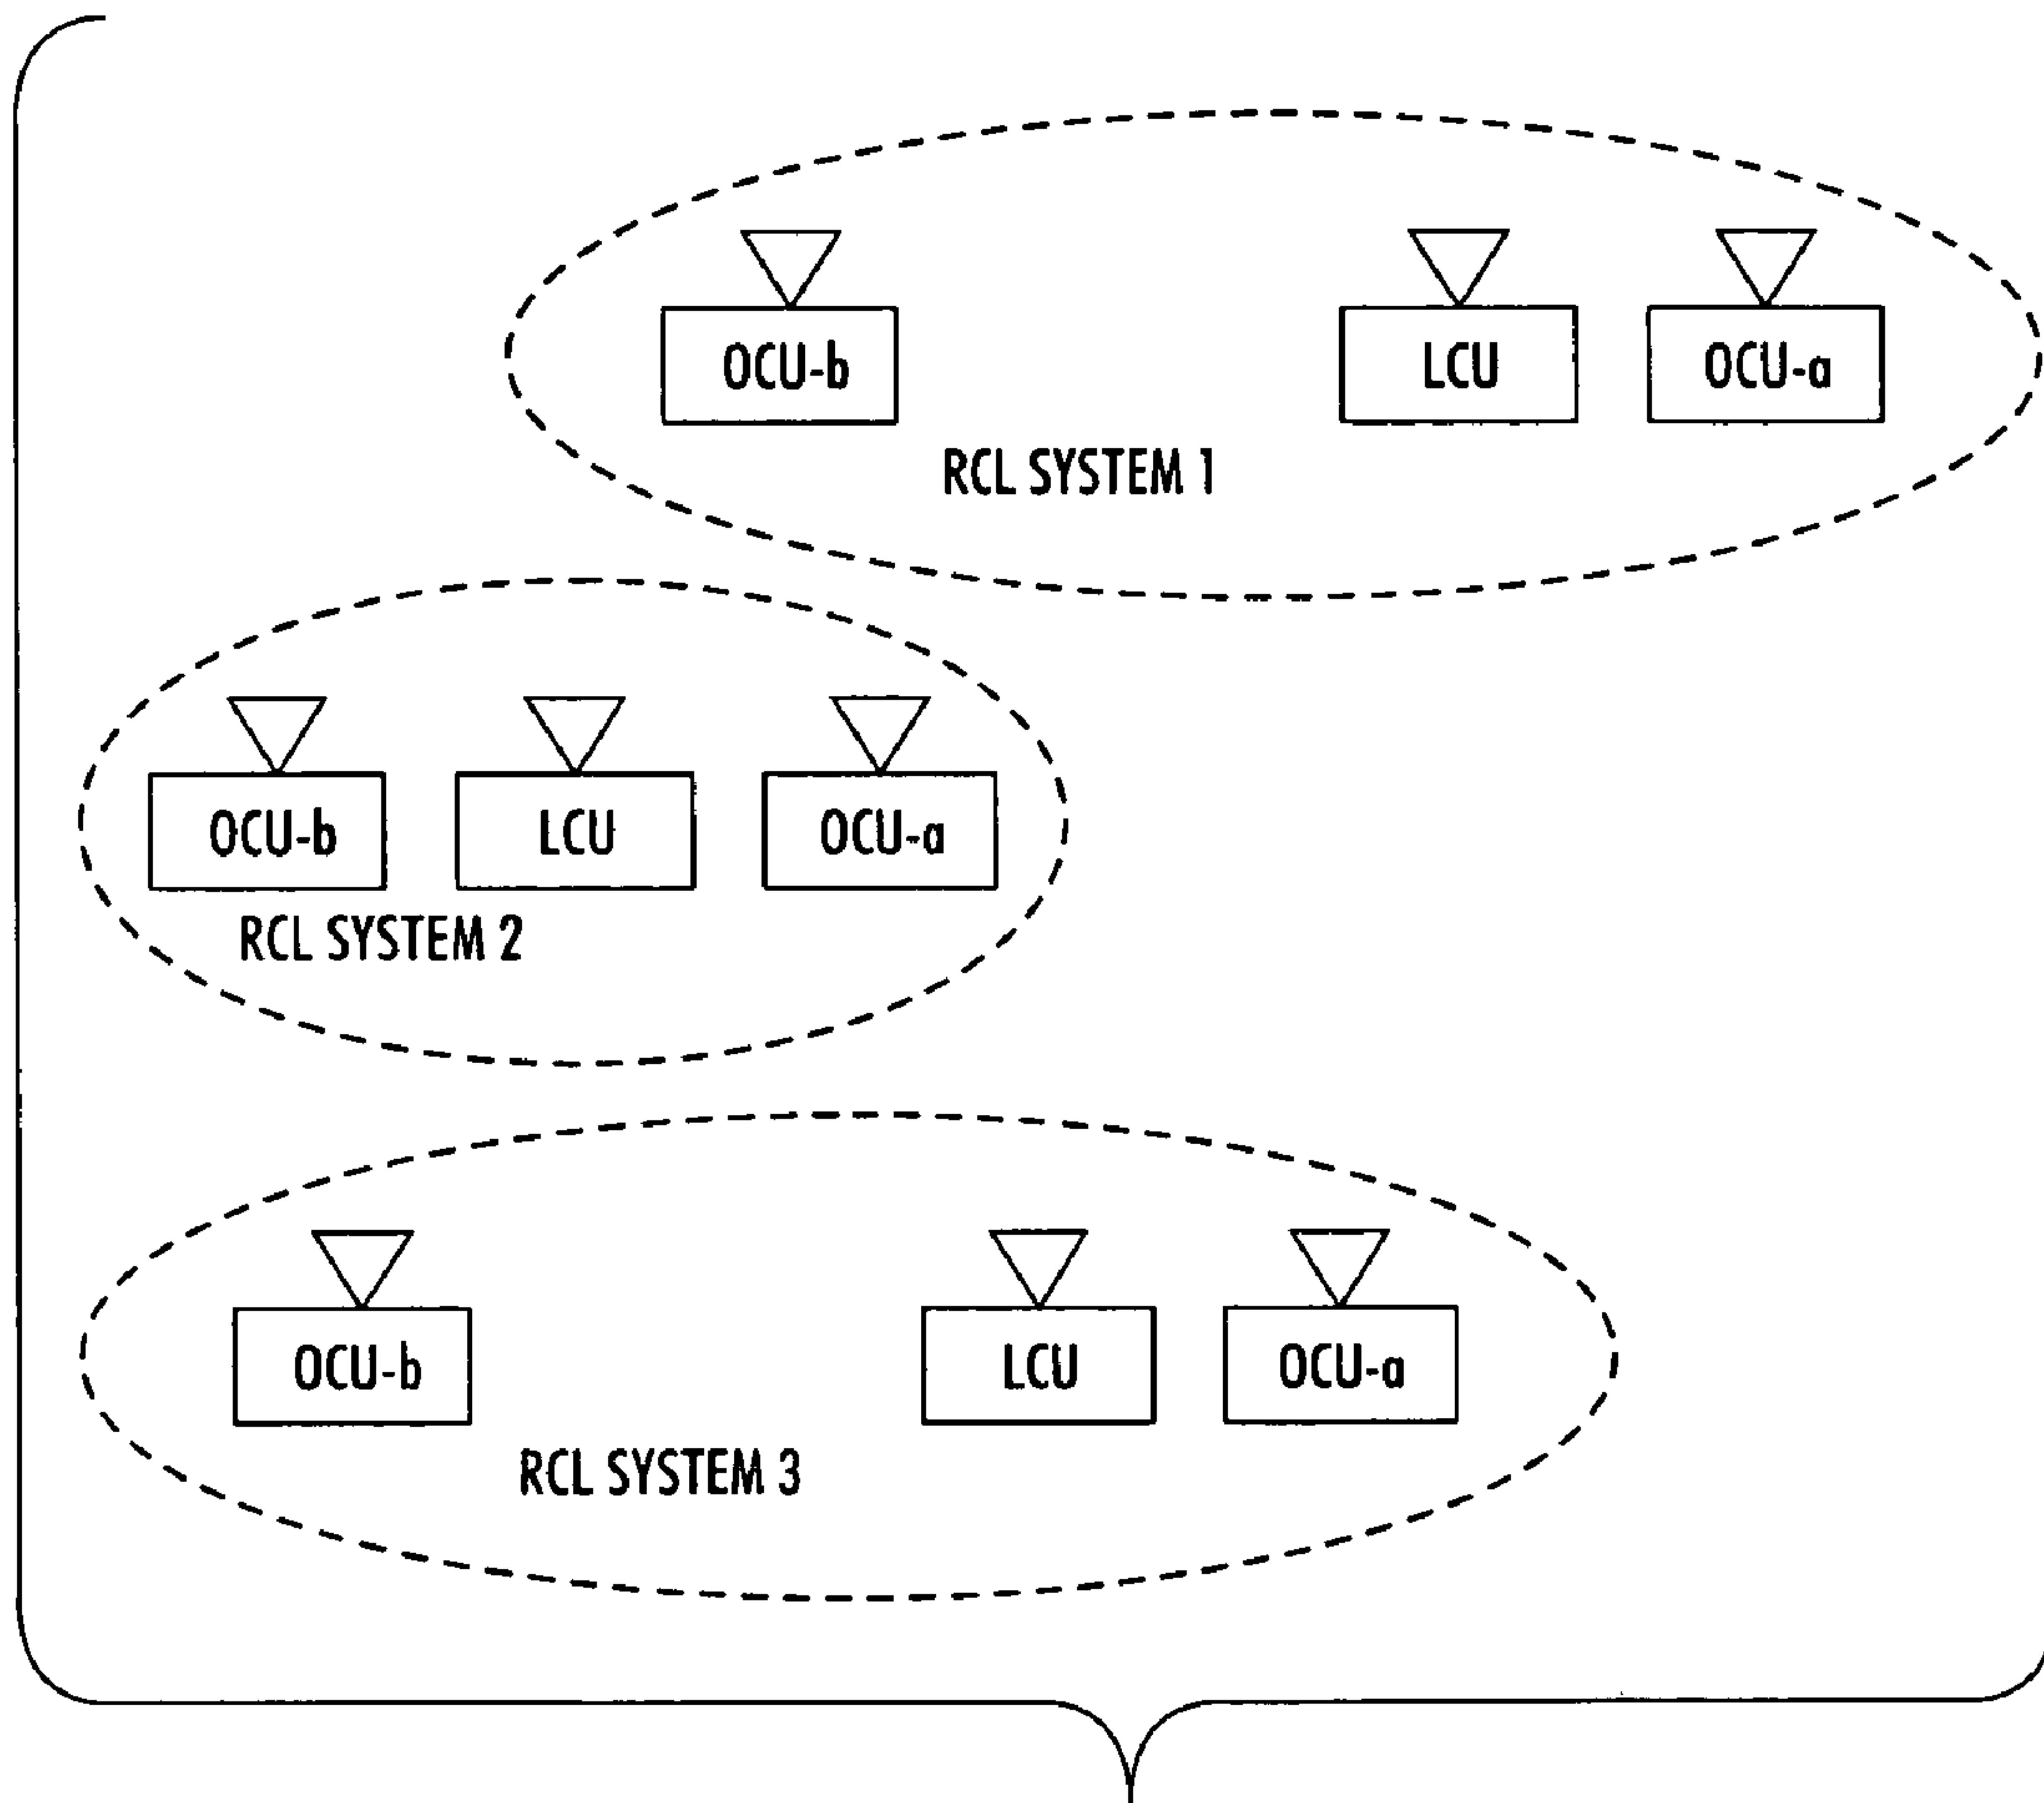 OCU-b LCU OCU-a
RCL SYSTEM 1
OCU-b LCU OCU-a
RCL SYSTEM 2
OCU-b LCU OCU-a
RCL SYSTEM 3